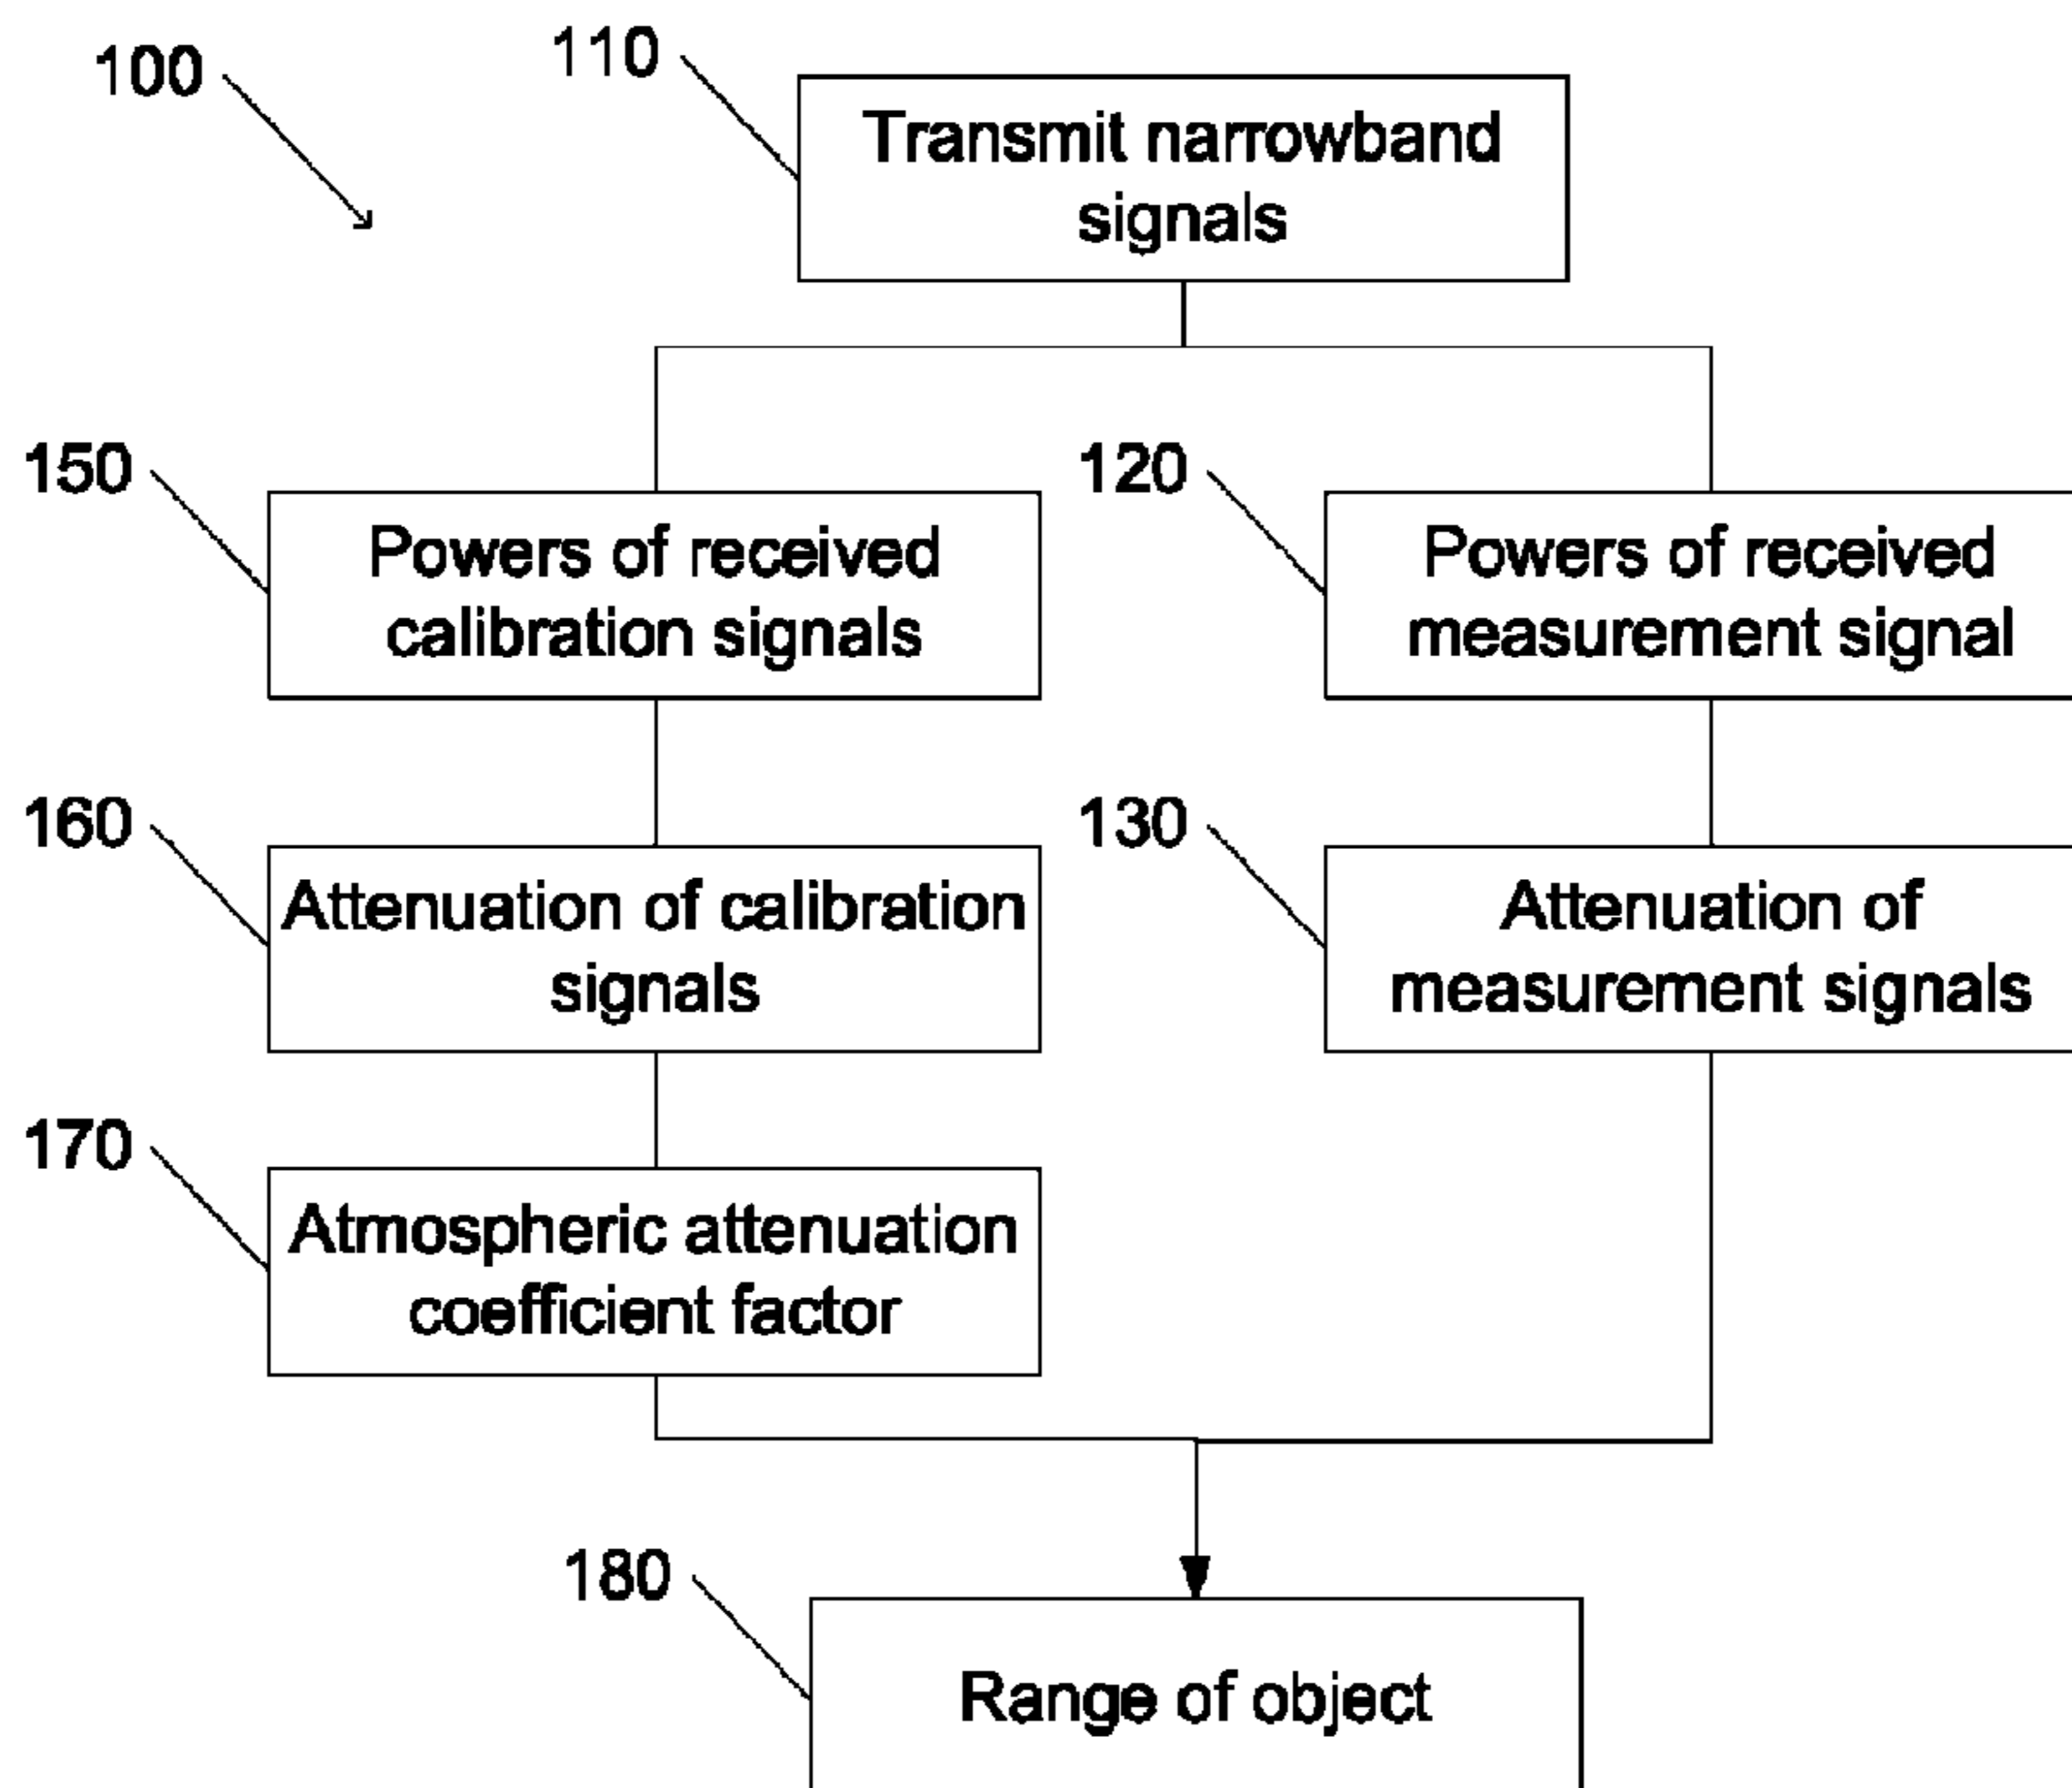 100
110
Transmit narrowband
signals
150
Powers of received
calibration signals
120
Powers of received
measurement signal
160
Attenuation of calibration
signals
130
Attenuation of
measurement signals
170
Atmospheric attenuation
coefficient factor
180
Range of object